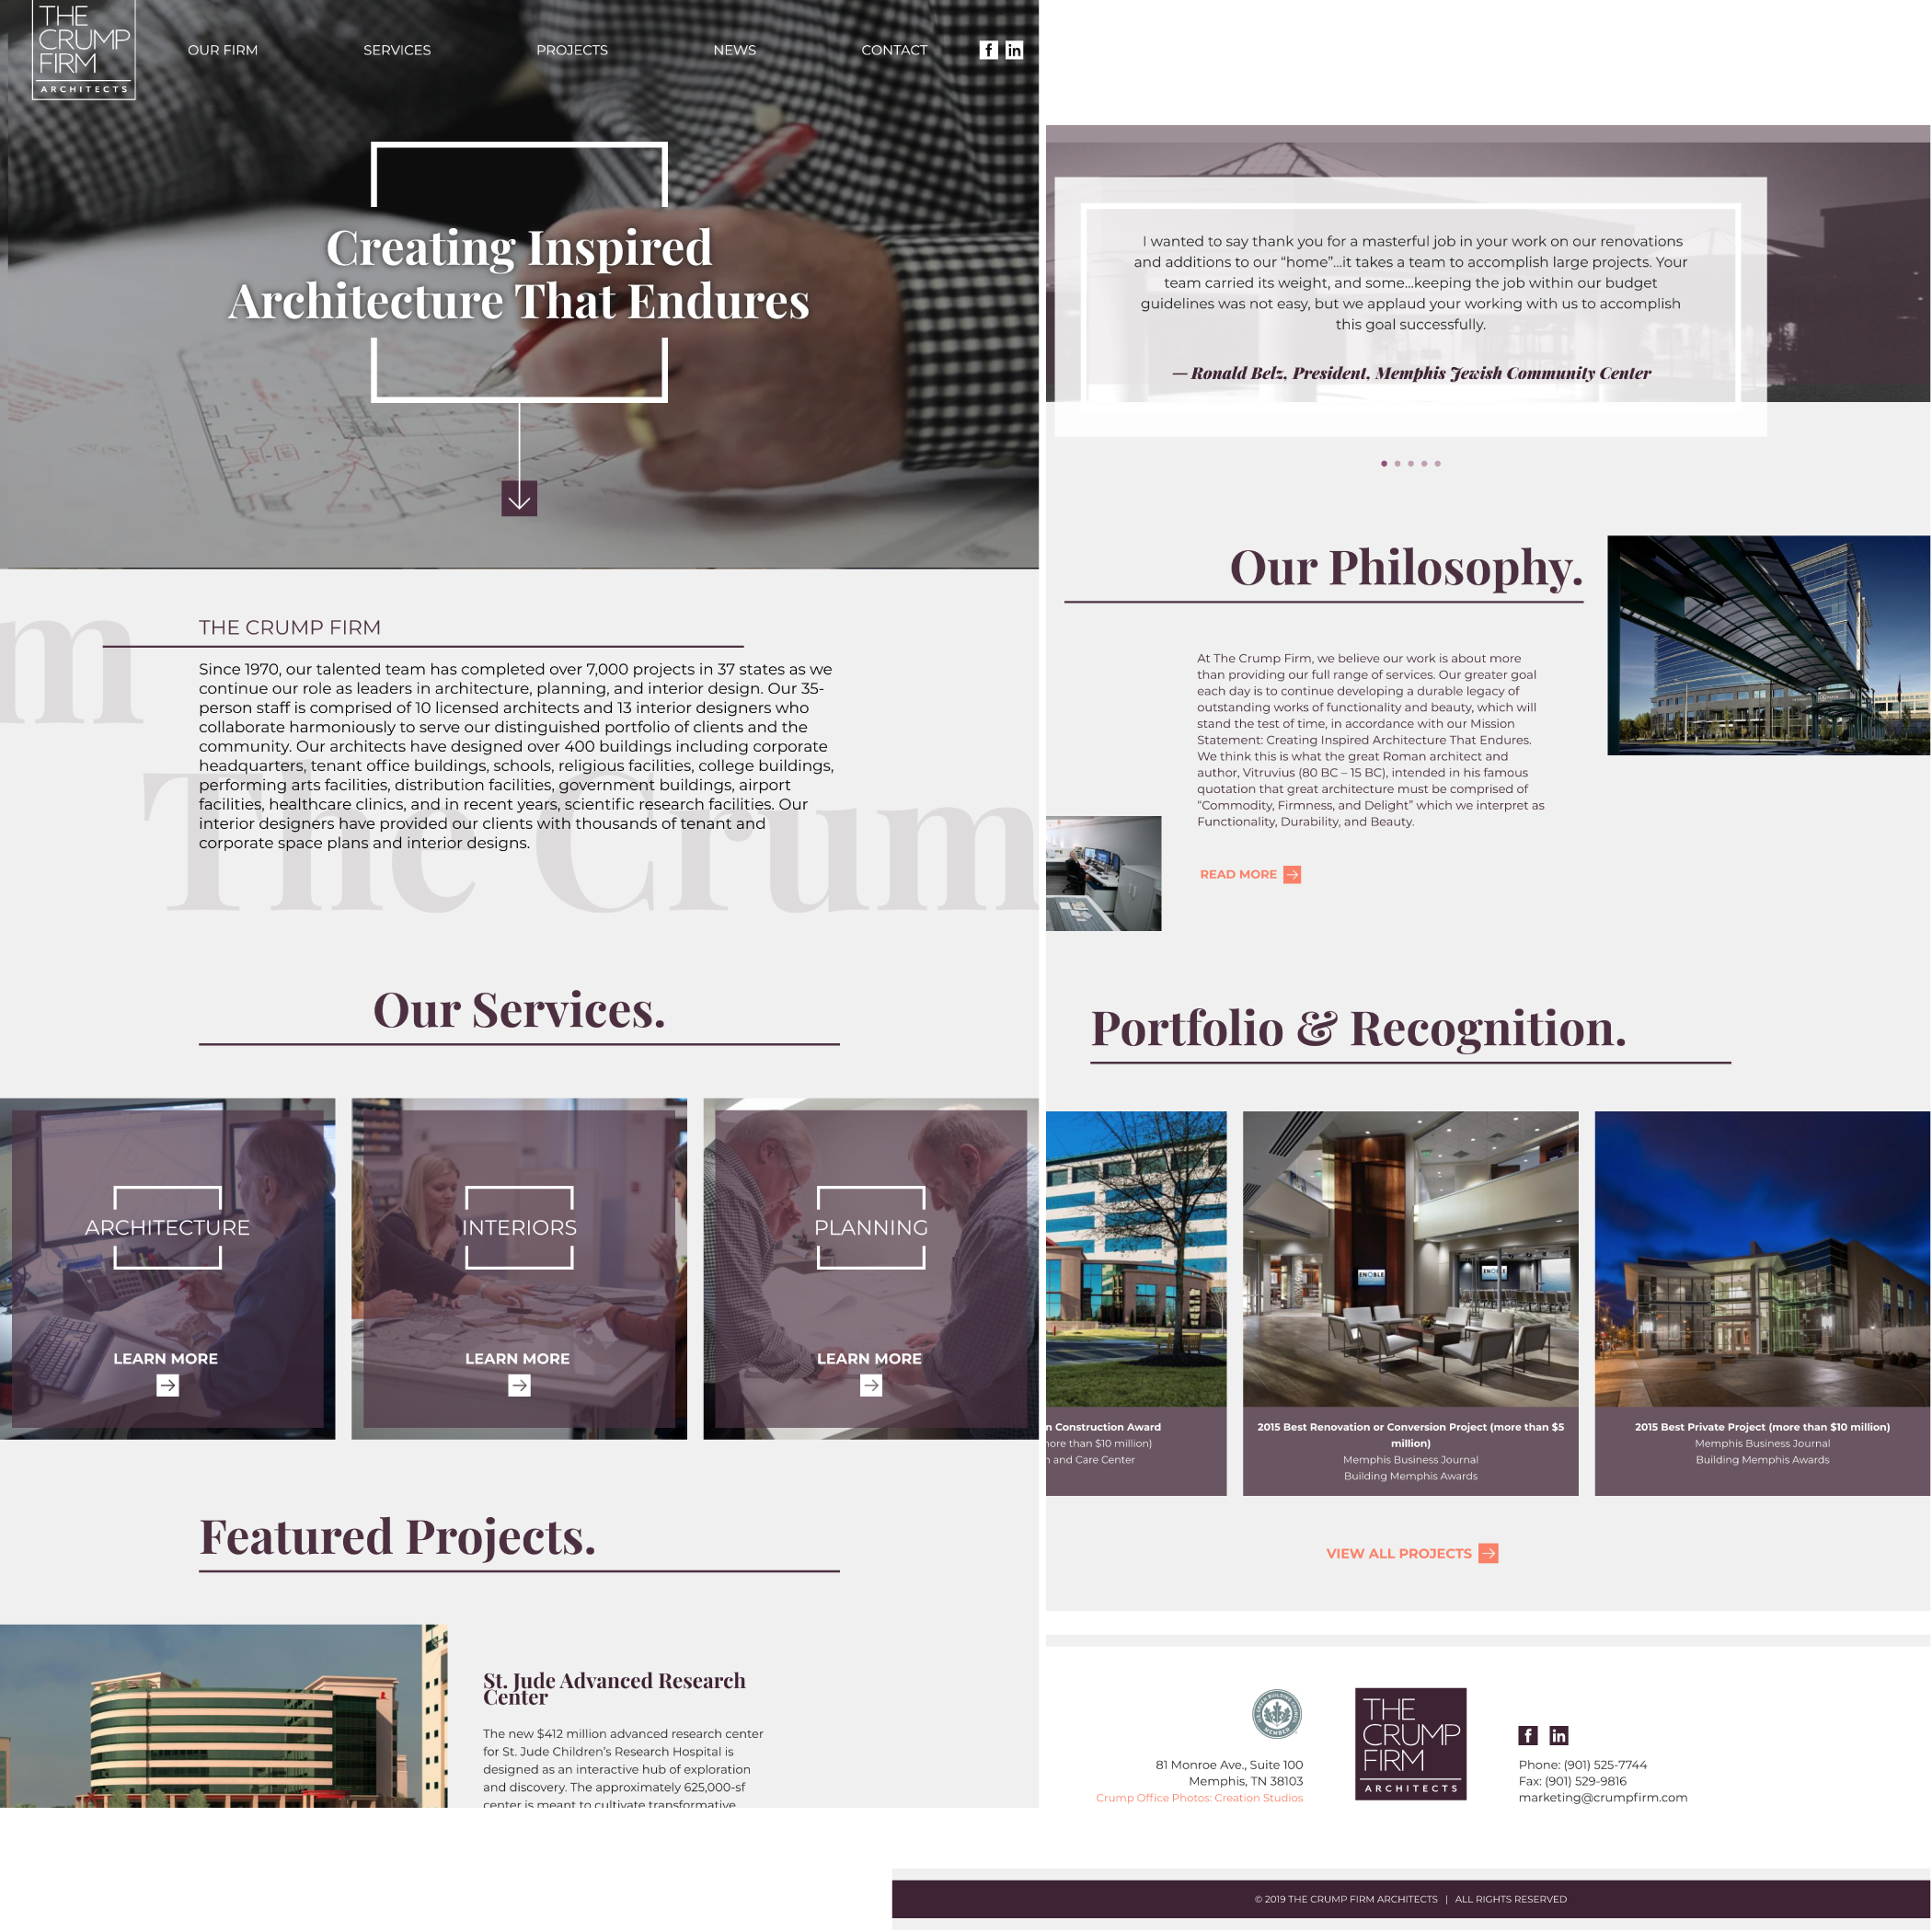 THE
CRUMP
FIRM
ARCHITECTS
OUR FIRM
SERVICES
PROJECTS
NEWS
CONTACT
f in
Creating Inspired
Architecture That Endures
m
The Crum
THE CRUMP FIRM
Since 1970, our talented team has completed over 7,000 projects in 37 states as we
continue our role as leaders in architecture, planning, and interior design. Our 35-
person staff is comprised of 10 licensed architects and 13 interior designers who
collaborate harmoniously to serve our distinguished portfolio of clients and the
community. Our architects have designed over 400 buildings including corporate
headquarters, tenant office buildings, schools, religious facilities, college buildings,
performing arts facilities, distribution facilities, government buildings, airport
facilities, healthcare clinics, and in recent years, scientific research facilities. Our
interior designers have provided our clients with thousands of tenant and
corporate space plans and interior designs.
Our Services.
ARCHITECTURE
LEARN MORE
INTERIORS
LEARN MORE
PLANNING
LEARN MORE
Featured Projects.
St. Jude Advanced Research
Center
The new $412 million advanced research center
for St. Jude Children’s Research Hospital is
designed as an interactive hub of exploration
and discovery. The approximately 625,000-sf
center is meant to cultivate transformative
I wanted to say thank you for a masterful job in your work on our renovations
and additions to our “home”…it takes a team to accomplish large projects. Your
team carried its weight, and some…keeping the job within our budget
guidelines was not easy, but we applaud your working with us to accomplish
this goal successfully.
— Ronald Belz, President, Memphis Jewish Community Center
Our Philosophy.
At The Crump Firm, we believe our work is about more
than providing our full range of services. Our greater goal
each day is to continue developing a durable legacy of
outstanding works of functionality and beauty, which will
stand the test of time, in accordance with our Mission
Statement: Creating Inspired Architecture That Endures.
We think this is what the great Roman architect and
author, Vitruvius (80 BC – 15 BC), intended in his famous
quotation that great architecture must be comprised of
“Commodity, Firmness, and Delight” which we interpret as
Functionality, Durability, and Beauty.
READ MORE
Portfolio & Recognition.
n Construction Award
more than $10 million)
and Care Center
ENOBLE
ENOBLE
2015 Best Renovation or Conversion Project (more than $5
million)
Memphis Business Journal
Building Memphis Awards
2015 Best Private Project (more than $10 million)
Memphis Business Journal
Building Memphis Awards
VIEW ALL PROJECTS
81 Monroe Ave., Suite 100
Memphis, TN 38103
Crump Office Photos: Creation Studios
THE
CRUMP
FIRM
ARCHITECTS
f in
Phone: (901) 525-7744
Fax: (901) 529-9816
marketing@crumpfirm.com
© 2019 THE CRUMP FIRM ARCHITECTS | ALL RIGHTS RESERVED